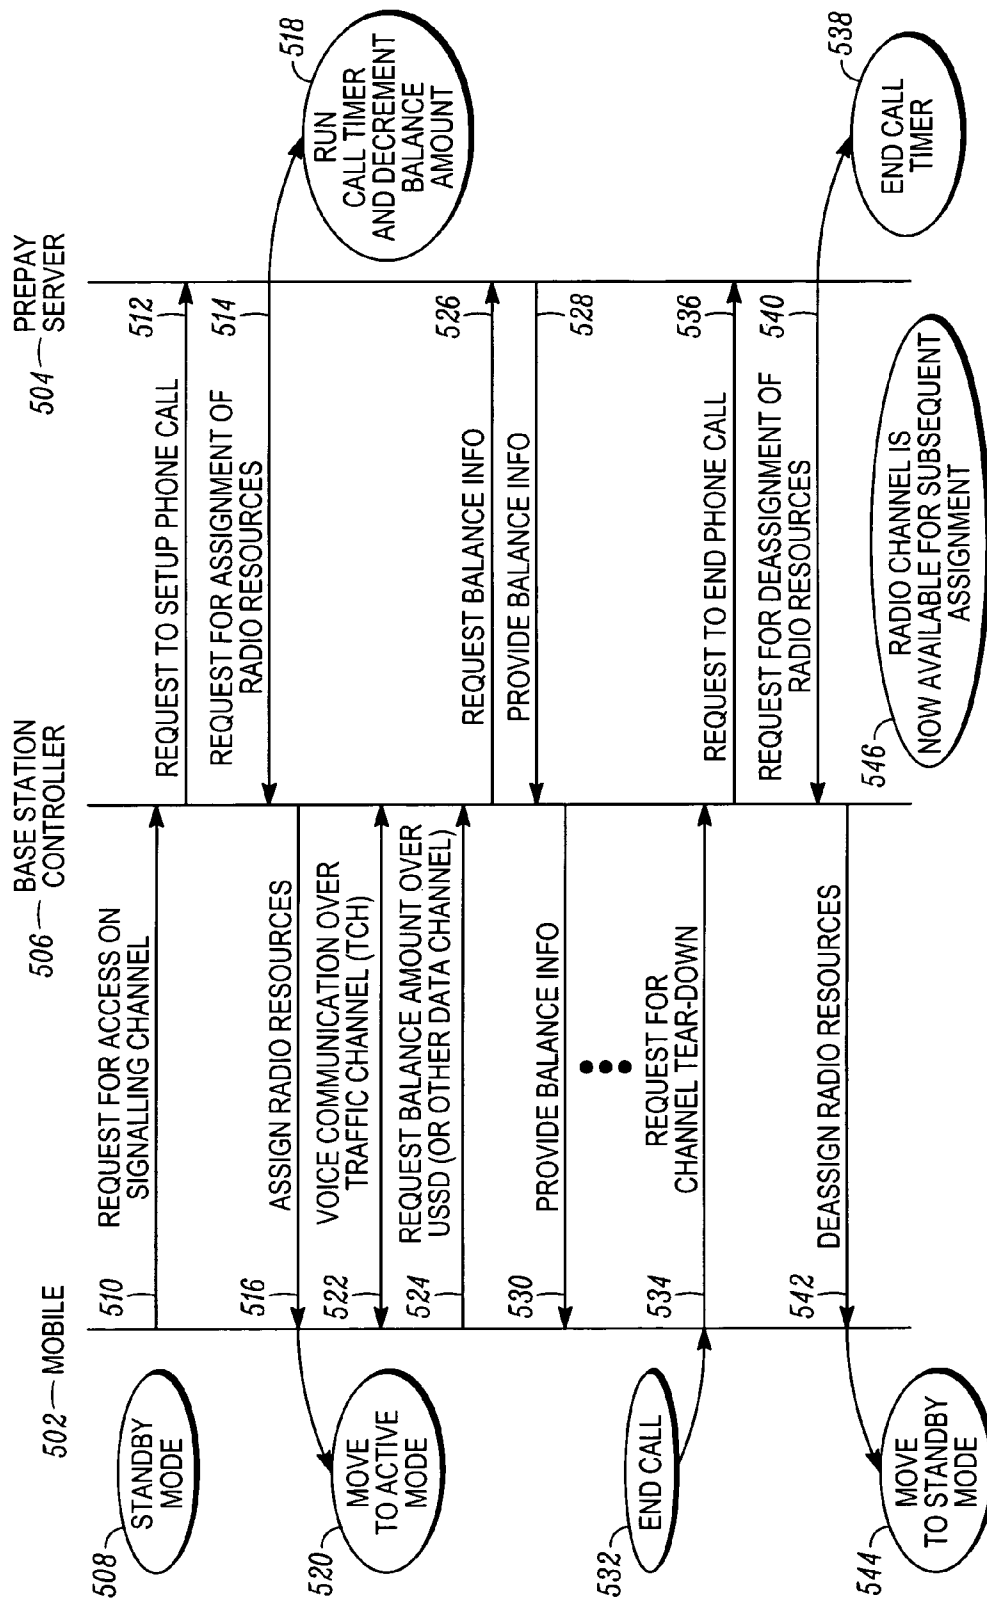 502 MOBILE
506 BASE STATION
CONTROLLER
504 PREPAY
SERVER
508
STANDBY
MODE
510
REQUEST FOR ACCESS ON
SIGNALLING CHANNEL
REQUEST TO SETUP PHONE CALL
512
REQUEST FOR ASSIGNMENT OF
RADIO RESOURCES
514
516
ASSIGN RADIO RESOURCES
518
RUN
CALL TIMER
AND DECREMENT
BALANCE
AMOUNT
520
MOVE
TO ACTIVE
MODE
522
VOICE COMMUNICATION OVER
TRAFFIC CHANNEL (TCH)
524
REQUEST BALANCE AMOUNT OVER
USSD (OR OTHER DATA CHANNEL)
REQUEST BALANCE INFO
526
PROVIDE BALANCE INFO
528
530
PROVIDE BALANCE INFO
532
END CALL
534
REQUEST FOR
CHANNEL TEAR-DOWN
REQUEST TO END PHONE CALL
536
REQUEST FOR DEASSIGNMENT OF
RADIO RESOURCES
540
538
END CALL
TIMER
542
DEASSIGN RADIO RESOURCES
544
MOVE
TO STANDBY
MODE
546
RADIO CHANNEL IS
NOW AVAILABLE FOR SUBSEQUENT
ASSIGNMENT